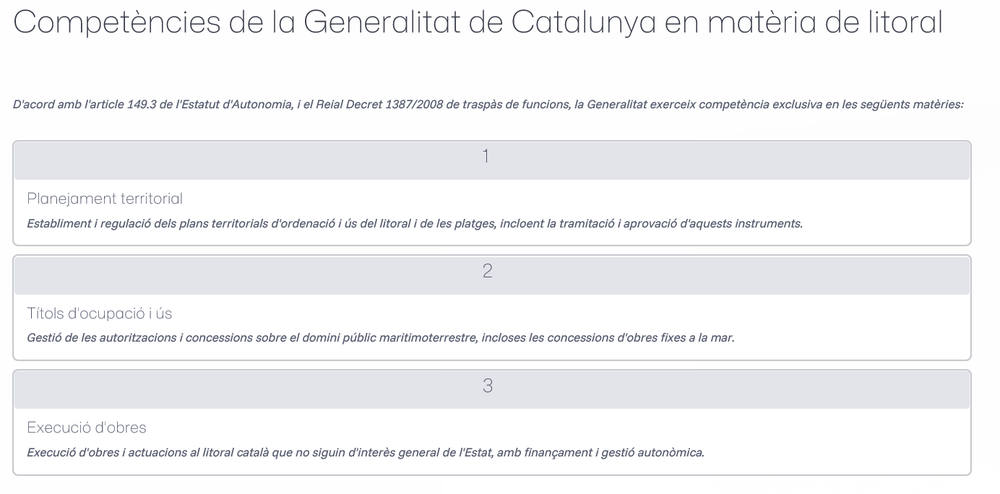 Competències de la Generalitat de Catalunya en matèria de litoral
D'acord amb l'article 149.3 de l'Estatut d'Autonomia, i el Reial Decret 1387/2008 de traspàs de funcions, la Generalitat exerceix competència exclusiva en les següents matèries:
1
Planejament territorial
Establiment i regulació dels plans territorials d'ordenació i ús del litoral i de les platges, incloent la tramitació i aprovació d'aquests instruments.
2
Títols d'ocupació i ús
Gestió de les autoritzacions i concessions sobre el domini públic maritimoterrestre, incloses les concessions d'obres fixes a la mar.
3
Execució d'obres
Execució d'obres i actuacions al litoral català que no siguin d'interès general de l'Estat, amb finançament i gestió autonòmica.